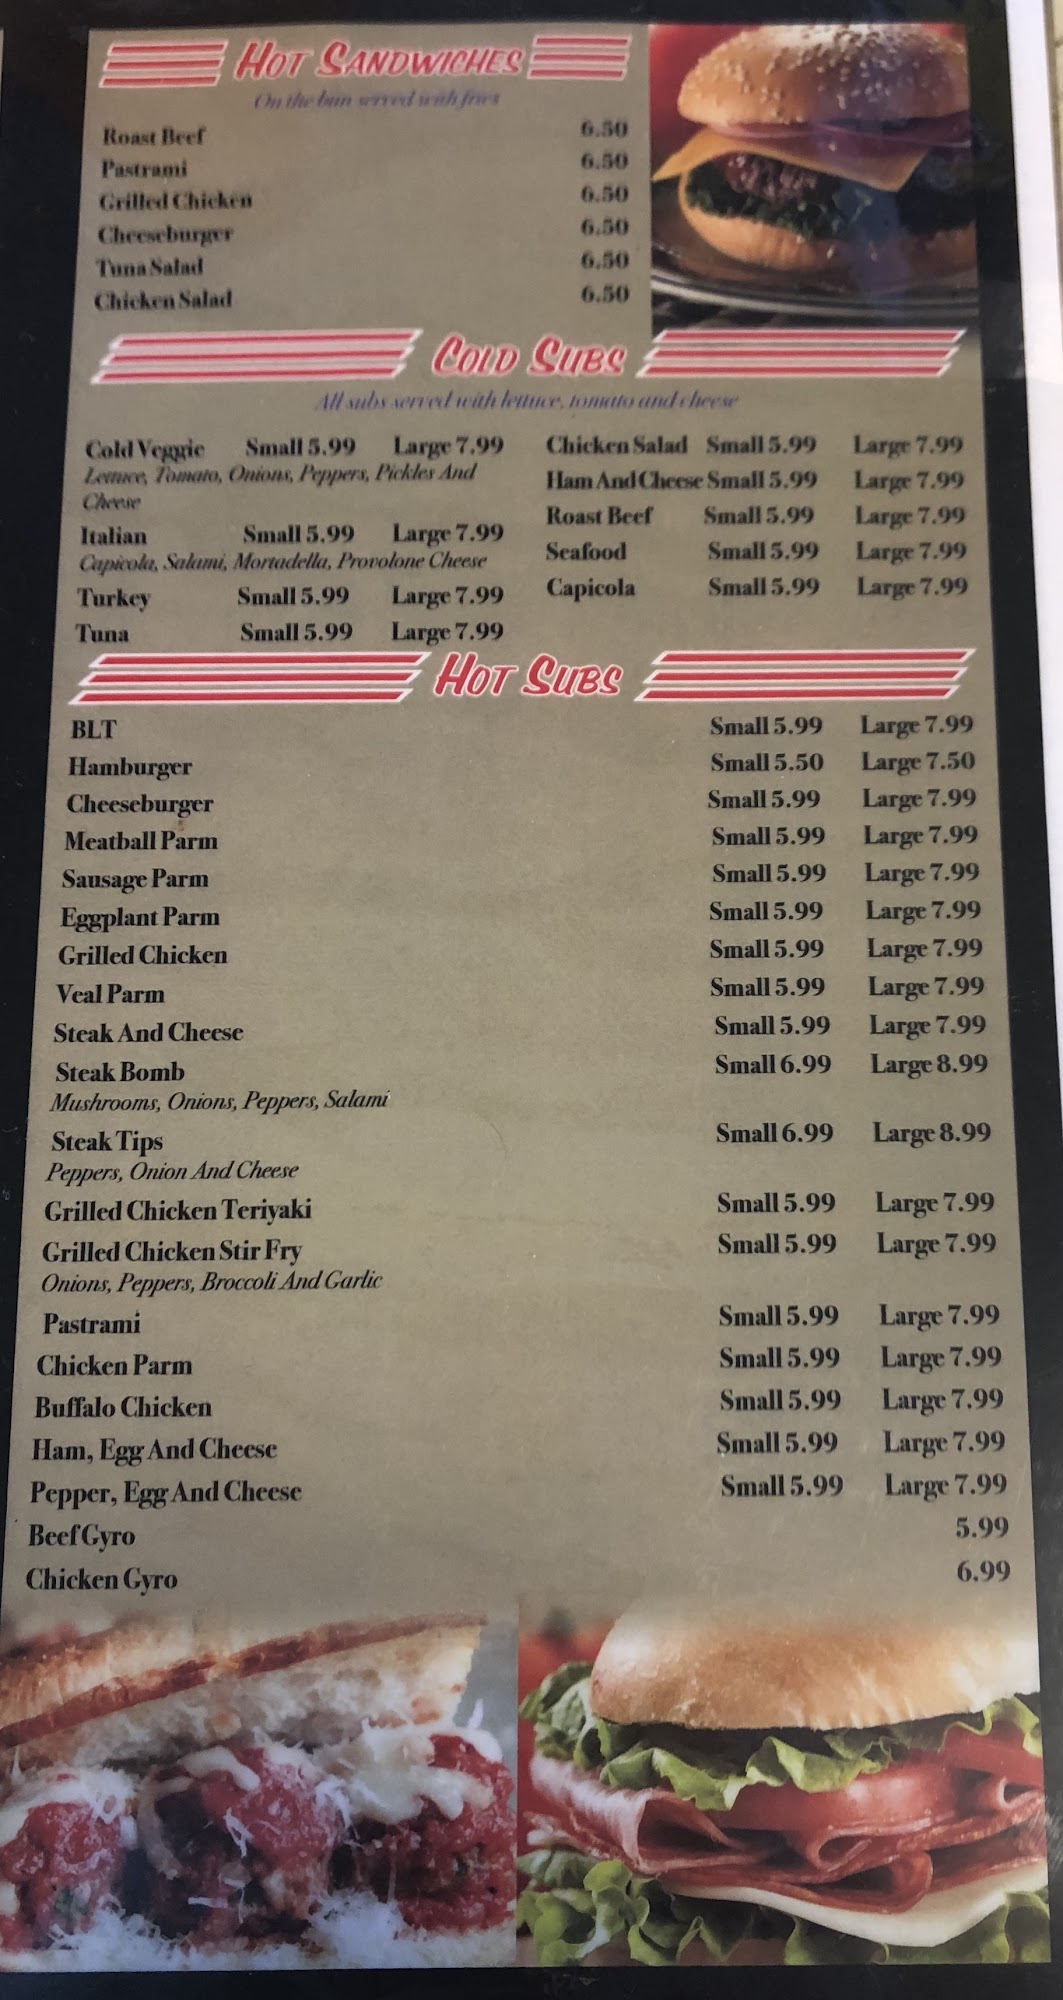 Hot Sandwiches
On the bun served with fries
Roast Beef 6.50
Pastrami 6.50
Grilled Chicken 6.50
Cheeseburger 6.50
Tuna Salad 6.50
Chicken Salad 6.50
Cold Subs
All subs served with lettuce, tomato and cheese
Cold Veggie Small 5.99 Large 7.99
Lettuce, Tomato, Onions, Peppers, Pickles And
Cheese
Italian Small 5.99 Large 7.99
Capicola, Salami, Mortadella, Provolone Cheese
Turkey Small 5.99 Large 7.99
Tuna Small 5.99 Large 7.99
Chicken Salad Small 5.99 Large 7.99
Ham And Cheese Small 5.99 Large 7.99
Roast Beef Small 5.99 Large 7.99
Seafood Small 5.99 Large 7.99
Capicola Small 5.99 Large 7.99
Hot Subs
BLT Small 5.99 Large 7.99
Hamburger Small 5.50 Large 7.50
Cheeseburger Small 5.99 Large 7.99
Meatball Parm Small 5.99 Large 7.99
Sausage Parm Small 5.99 Large 7.99
Eggplant Parm Small 5.99 Large 7.99
Grilled Chicken Small 5.99 Large 7.99
Veal Parm Small 5.99 Large 7.99
Steak And Cheese Small 5.99 Large 7.99
Steak Bomb Small 6.99 Large 8.99
Mushrooms, Onions, Peppers, Salami
Steak Tips Small 6.99 Large 8.99
Peppers, Onion And Cheese
Grilled Chicken Teriyaki Small 5.99 Large 7.99
Grilled Chicken Stir Fry Small 5.99 Large 7.99
Onions, Peppers, Broccoli And Garlic
Pastrami Small 5.99 Large 7.99
Chicken Parm Small 5.99 Large 7.99
Buffalo Chicken Small 5.99 Large 7.99
Ham, Egg And Cheese Small 5.99 Large 7.99
Pepper, Egg And Cheese Small 5.99 Large 7.99
Beef Gyro 5.99
Chicken Gyro 6.99